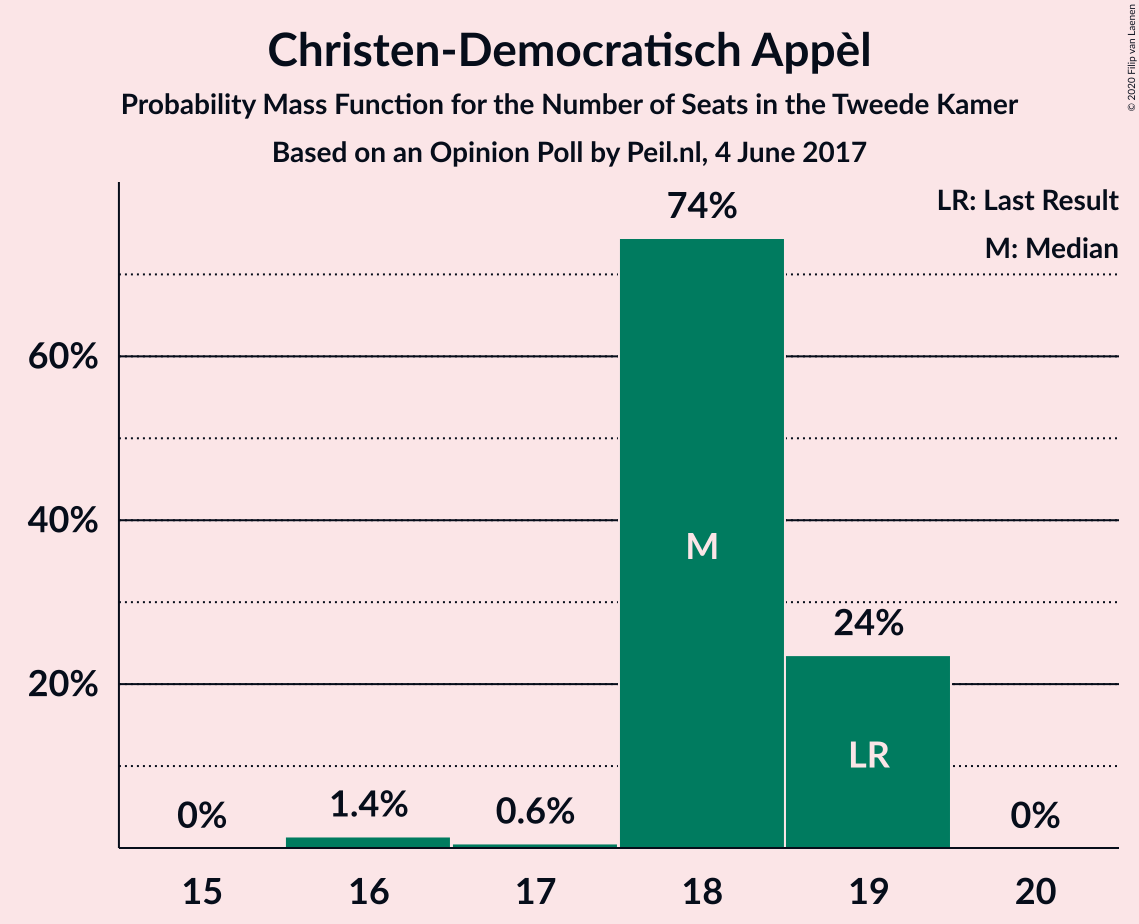 Christen-Democratisch Appèl
Probability Mass Function for the Number of Seats in the Tweede Kamer
Based on an Opinion Poll by Peil.nl, 4 June 2017
© 2020 Filip van Laenen
LR: Last Result
M: Median
74%
60%
40%
M
24%
20%
LR
0%
1.4%
0.6%
0%
15
16
17
18
19
20